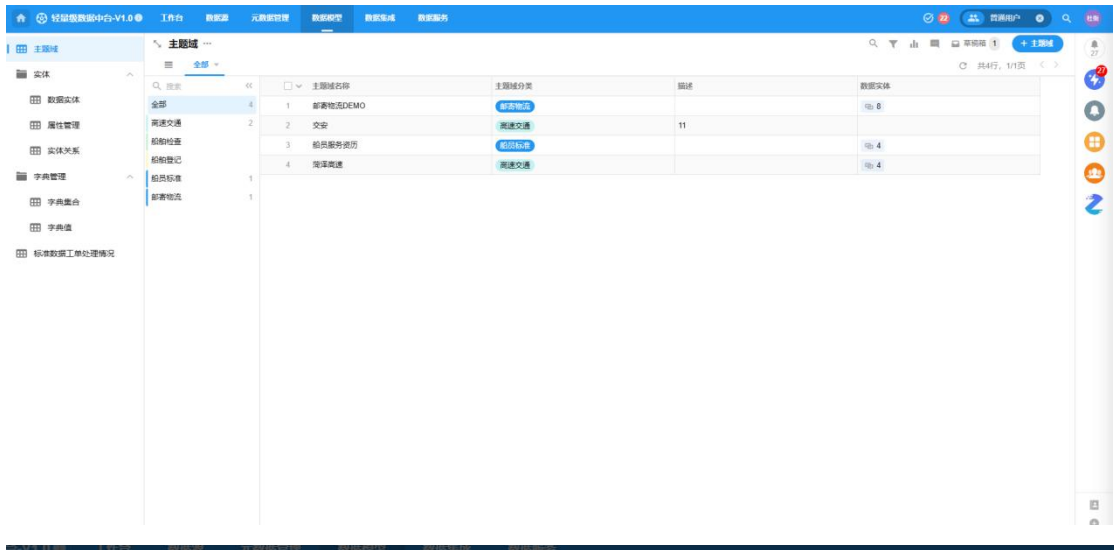 轻量级数据中台-V1.0 工作台 数据源 元数据管理 数据模型 数据集成 数据服务 22 普通用户
主题域 ··· 草稿箱 1 + 主题域
全部 共4行, 1/1页
主题域
实体
数据实体
属性管理
实体关系
字典管理
字典集合
字典值
标准数据工单处理情况
搜索
全部 4
高速交通 2
船舶检查
船舶登记
船员标准 1
邮寄物流 1
主题域名称 主题域分类 描述 数据实体
1 邮寄物流DEMO 邮寄物流 8
2 交安 高速交通 11
3 船员服务资历 船员标准 4
4 菏泽高速 高速交通 4
27
27